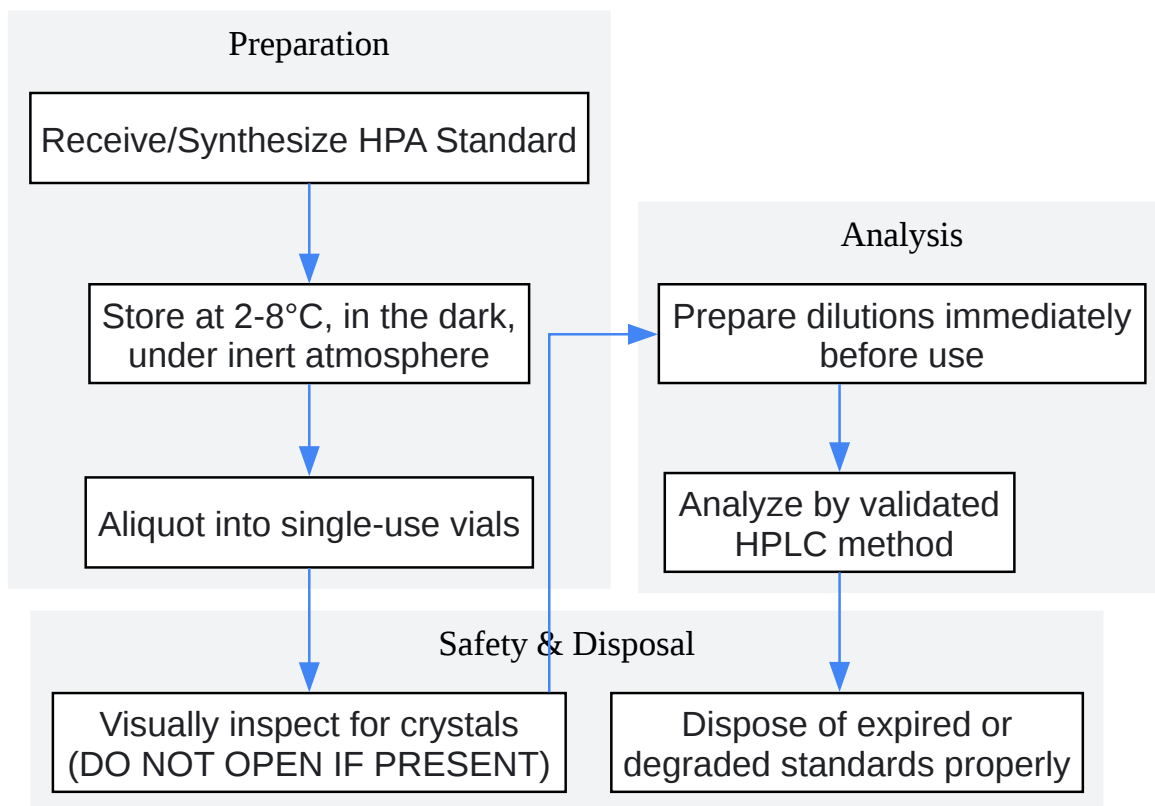 Preparation
Receive/Synthesize HPA Standard
Store at 2-8°C, in the dark,
under inert atmosphere
Aliquot into single-use vials
Analysis
Prepare dilutions immediately
before use
Analyze by validated
HPLC method
Safety & Disposal
Visually inspect for crystals
(DO NOT OPEN IF PRESENT)
Dispose of expired or
degraded standards properly